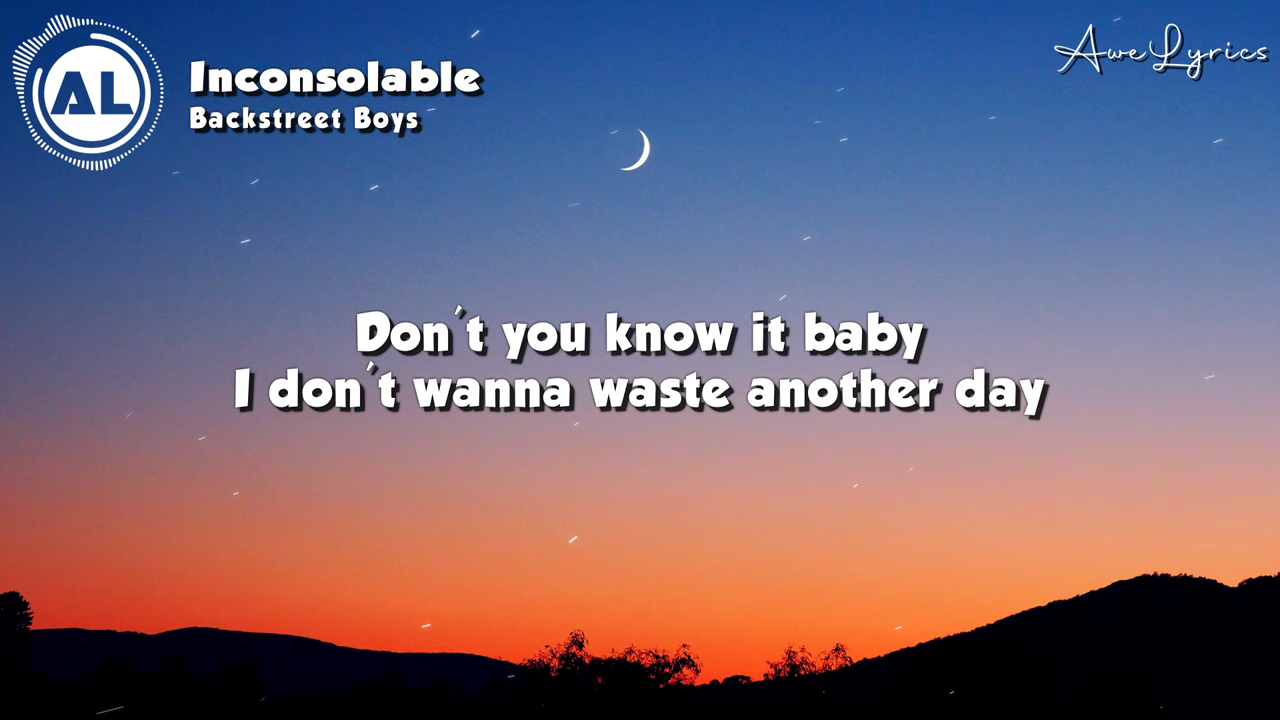 AL
Inconsolable
Backstreet Boys
AweLyrics
Don't you know it baby
I don't wanna waste another day